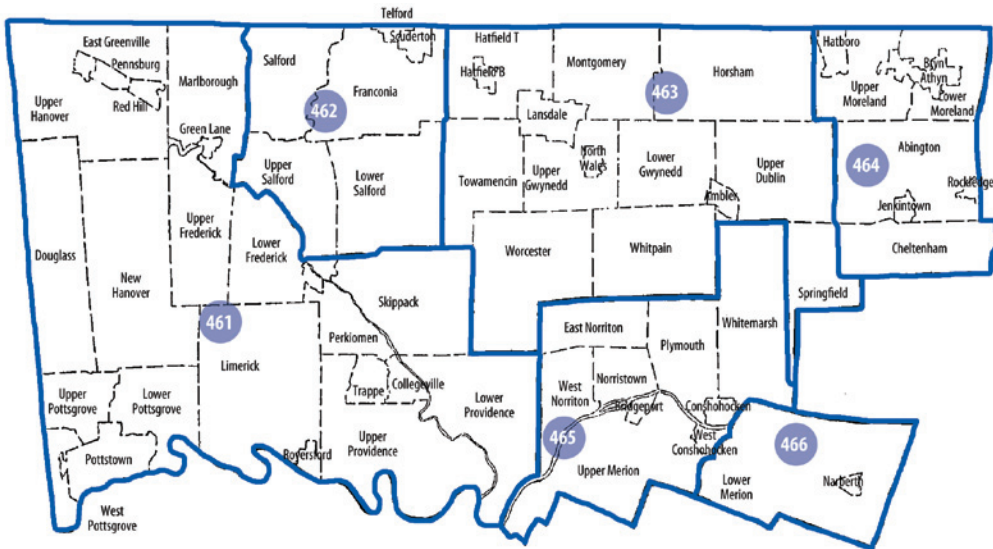 Telford
East Greenville
Souderton
Hatfield T
Hatboro
Pennsburg
Marlborough
Salford
Montgomery
Horsham
Bryn
Athyn
Hatfield B
Upper
Hanover
Red Hill
Franconia
462
463
Upper
Moreland
Lower
Moreland
Lansdale
Green Lane
Abington
464
North
Wales
Upper
Salford
Lower
Salford
Towamencin
Upper
Gwynedd
Lower
Gwynedd
Upper
Dublin
Rockledge
Ambler
Jenkintown
Upper
Frederick
Lower
Frederick
Douglass
Worcester
Whitpain
Cheltenham
New
Hanover
Skippack
Springfield
461
Whitemarsh
East Norriton
Perkiomen
Plymouth
Limerick
Norristown
Upper
Pottsgrove
Lower
Pottsgrove
Trappe
Collegeville
Lower
Providence
West
Norriton
Bridgeport
Conshohocken
465
466
West
Conshohocken
Pottstown
Royersford
Upper
Providence
Upper Merion
Lower
Merion
Narberth
West
Pottsgrove